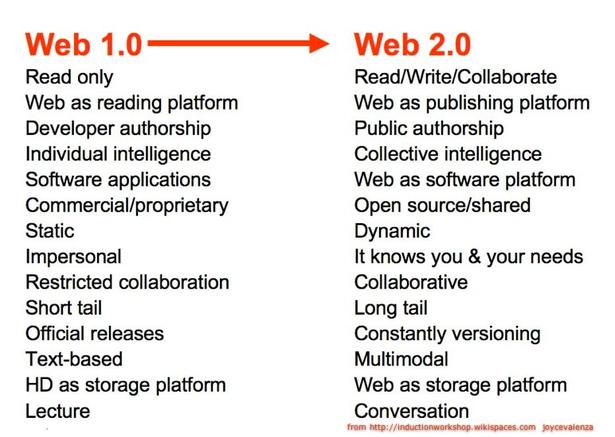 Web 1.0 Web 2.0
Read only Read/Write/Collaborate
Web as reading platform Web as publishing platform
Developer authorship Public authorship
Individual intelligence Collective intelligence
Software applications Web as software platform
Commercial/proprietary Open source/shared
Static Dynamic
Impersonal It knows you & your needs
Restricted collaboration Collaborative
Short tail Long tail
Official releases Constantly versioning
Text-based Multimodal
HD as storage platform Web as storage platform
Lecture Conversation
from http://inductionworkshop.wikispaces.com joycevalenza